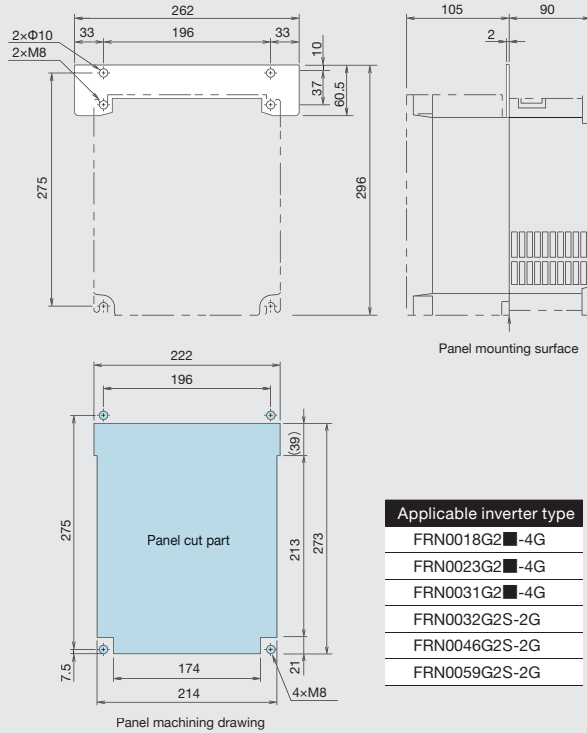 262
33
196
33
2×Φ10
2×M8
10
37
60.5
275
296
105
90
2
Panel mounting surface
222
196
(39)
275
Panel cut part
213
273
7.5
174
21
214
4×M8
Panel machining drawing
Applicable inverter type
FRN0018G2■-4G
FRN0023G2■-4G
FRN0031G2■-4G
FRN0032G2S-2G
FRN0046G2S-2G
FRN0059G2S-2G